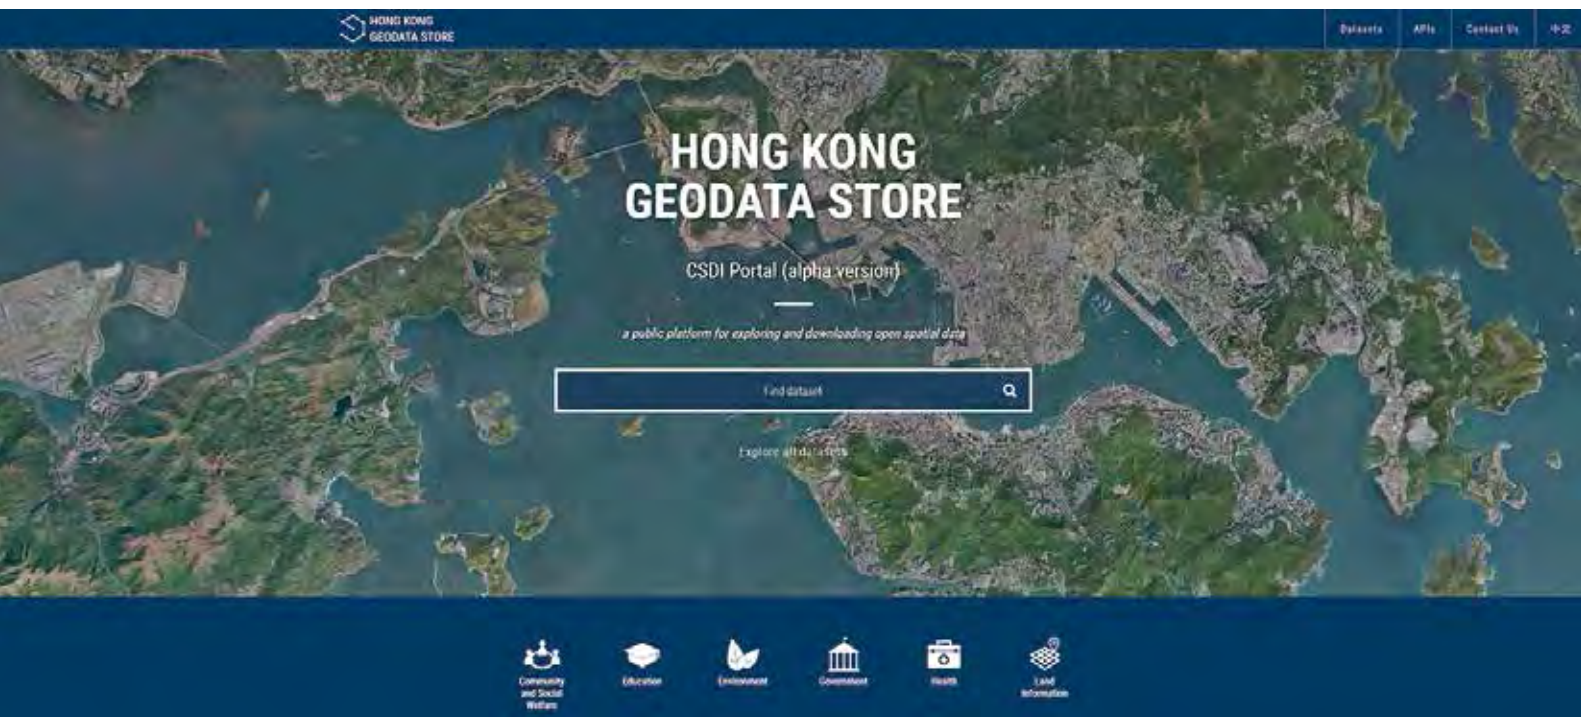 HONG KONG
GEODATA STORE
Datasets
APIs
Contact Us
中文
HONG KONG
GEODATA STORE
CSDI Portal (alpha version)
a public platform for exploring and downloading open spatial data
Find dataset
Explore all datasets
Community
and Social
Welfare
Education
Environment
Government
Health
Land
Information